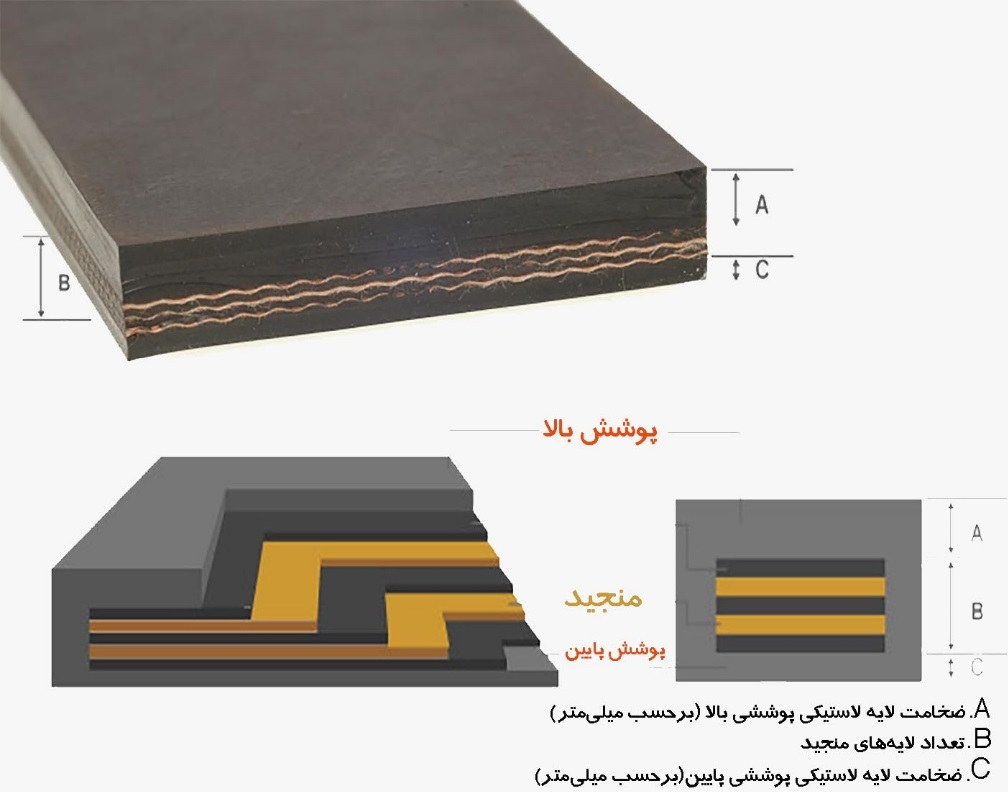 A
B
C
پوشش بالا
A
منجید
B
پوشش پایین
C
A. ضخامت لایه لاستیکی پوششی بالا (برحسب میلی‌متر)
B. تعداد لایه‌های منجید
C. ضخامت لایه لاستیکی پوششی پایین(برحسب میلی‌متر)